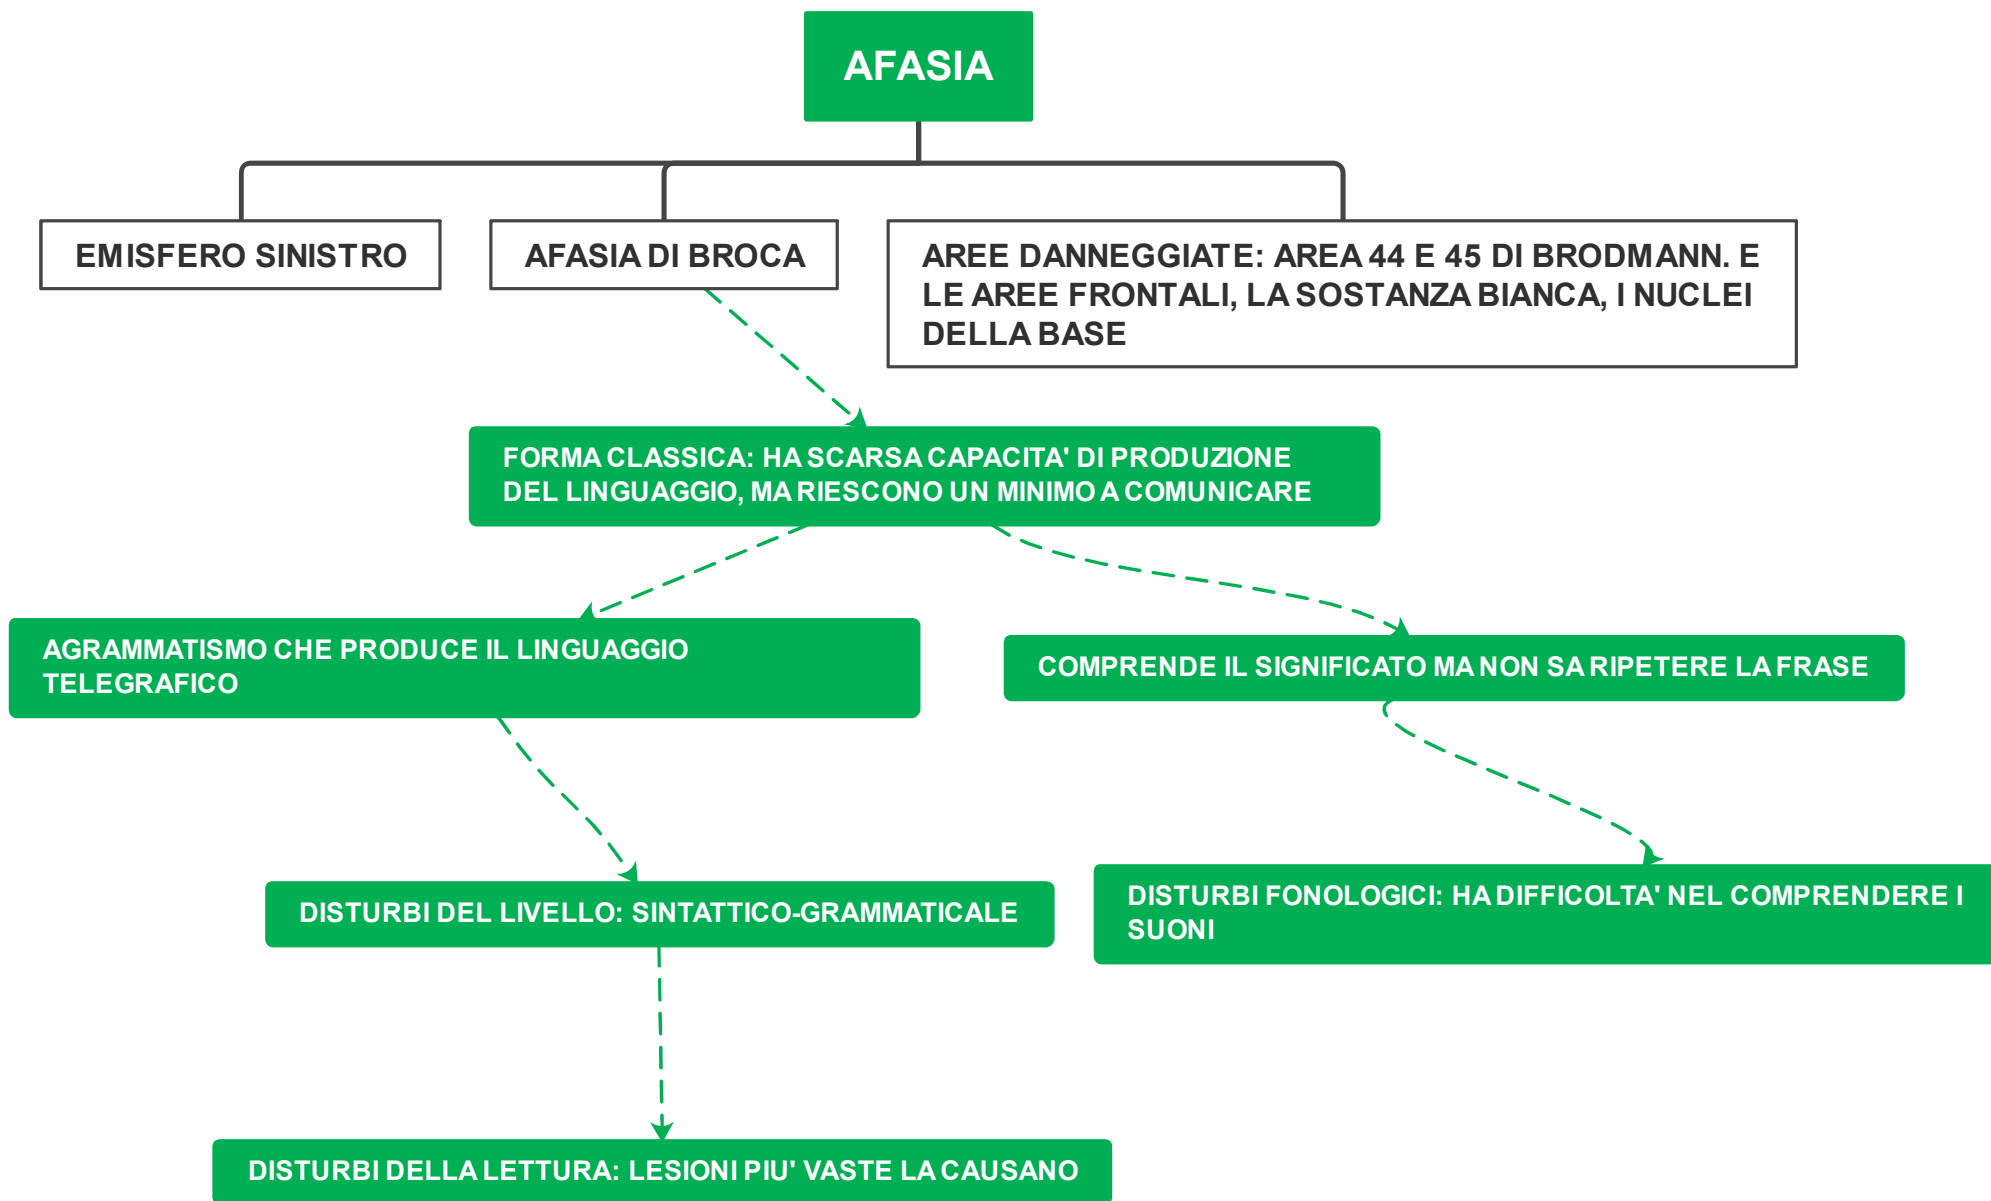 AFASIA
EMISFERO SINISTRO
AFASIA DI BROCA
AREE DANNEGGIATE: AREA 44 E 45 DI BRODMANN. E
LE AREE FRONTALI, LA SOSTANZA BIANCA, I NUCLEI
DELLA BASE
FORMA CLASSICA: HA SCARSA CAPACITA' DI PRODUZIONE
DEL LINGUAGGIO, MA RIESCONO UN MINIMO A COMUNICARE
AGRAMMATISMO CHE PRODUCE IL LINGUAGGIO
TELEGRAFICO
COMPRENDE IL SIGNIFICATO MA NON SA RIPETERE LA FRASE
DISTURBI DEL LIVELLO: SINTATTICO-GRAMMATICALE
DISTURBI FONOLOGICI: HA DIFFICOLTA' NEL COMPRENDERE I
SUONI
DISTURBI DELLA LETTURA: LESIONI PIU' VASTE LA CAUSANO